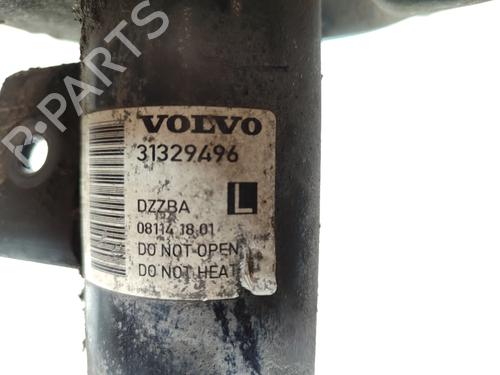 B-PARTS
VOLVO
31329496
DZZBA L
08114 18.01
DO NOT OPEN
DO NOT HEAT